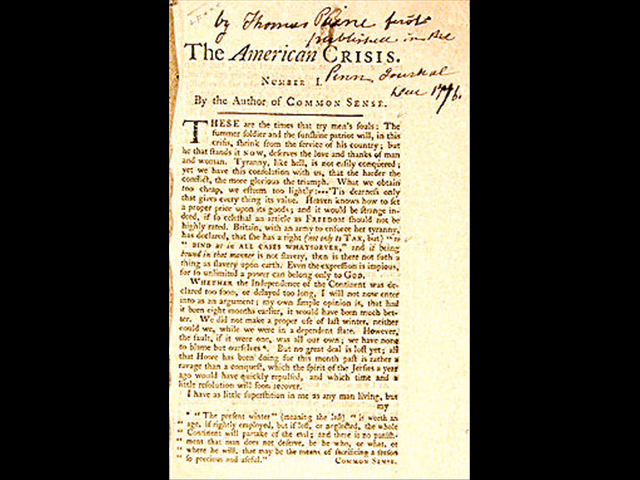 by Thomas Paine first
published in the
The American CRISIS.
Penn Journal
NUMBER I.
Dec 1776.
By the Author of COMMON SENSE.
THESE are the times that try men's souls: The
summer soldier and the sunshine patriot will, in this
crisis, shrink from the service of his country; but
he that stands it NOW, deserves the love and thanks of man
and woman. Tyranny, like hell, is not easily conquered;
yet we have this consolation with us, that the harder the
conflict, the more glorious the triumph. What we obtain
too cheap, we esteem too lightly:---'Tis dearness only
that gives every thing its value. Heaven knows how to set
a proper price upon its goods; and it would be strange in-
deed, if so celestial an article as FREEDOM should not be
highly rated. Britain, with an army to enforce her tyranny,
has declared, that she has a right (not only to TAX, but) "to
" BIND us in ALL CASES WHATSOEVER," and if being
bound in that manner is not slavery, then is there not such a
thing as slavery upon earth. Even the expression is impious,
for so unlimited a power can belong only to GOD.
WHETHER the Independence of the Continent was de-
clared too soon, or delayed too long, I will not now enter
into as an argument; my own simple opinion is, that had
it been eight months earlier, it would have been much bet-
ter. We did not make a proper use of last winter, neither
could we, while we were in a dependent state. However,
the fault, if it were one, was all our own; we have none
to blame but ourselves*. But no great deal is lost yet; all
that Howe has been doing for this month past is rather a
ravage than a conquest, which the spirit of the Jersies a year
ago would have quickly repulsed, and which time and a
little resolution will soon recover.
I have as little superstition in me as any man living, but
my
* " The present winter" (meaning the last) " is worth an
" age, if rightly employed, but if lost, or neglected, the whole
" Continent will partake of the evil; and there is no punish-
" ment that man does not deserve, be he who, or what, or
" where he will, that may be the means of sacrificing a season
" so precious and useful." COMMON SENSE.